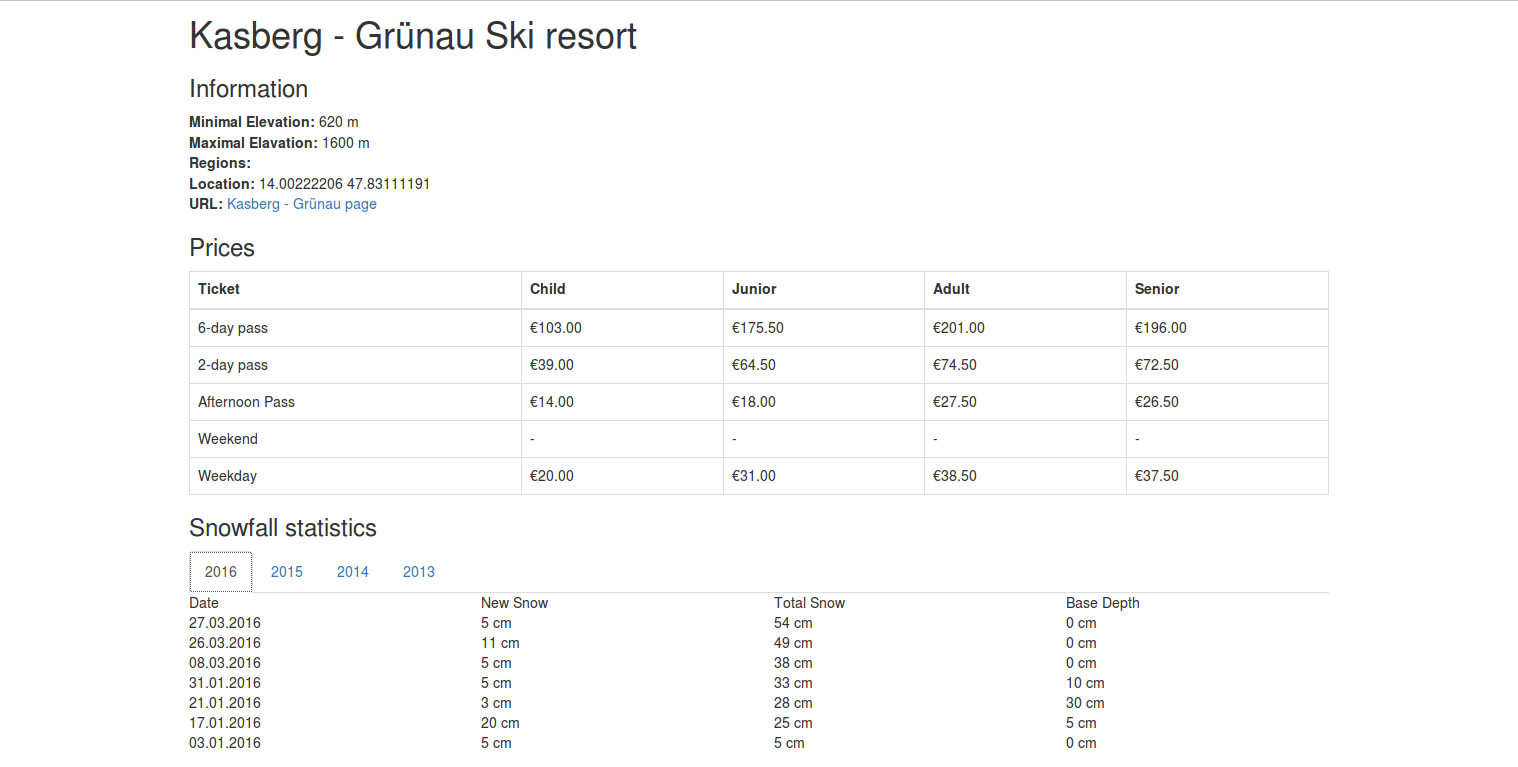 Kasberg - Grünau Ski resort
Information
Minimal Elevation: 620 m
Maximal Elavation: 1600 m
Regions:
Location: 14.00222206 47.83111191
URL: Kasberg - Grünau page
Prices
Ticket Child Junior Adult Senior
6-day pass €103.00 €175.50 €201.00 €196.00
2-day pass €39.00 €64.50 €74.50 €72.50
Afternoon Pass €14.00 €18.00 €27.50 €26.50
Weekend - - - -
Weekday €20.00 €31.00 €38.50 €37.50
Snowfall statistics
2016 2015 2014 2013
Date New Snow Total Snow Base Depth
27.03.2016 5 cm 54 cm 0 cm
26.03.2016 11 cm 49 cm 0 cm
08.03.2016 5 cm 38 cm 0 cm
31.01.2016 5 cm 33 cm 10 cm
21.01.2016 3 cm 28 cm 30 cm
17.01.2016 20 cm 25 cm 5 cm
03.01.2016 5 cm 5 cm 0 cm